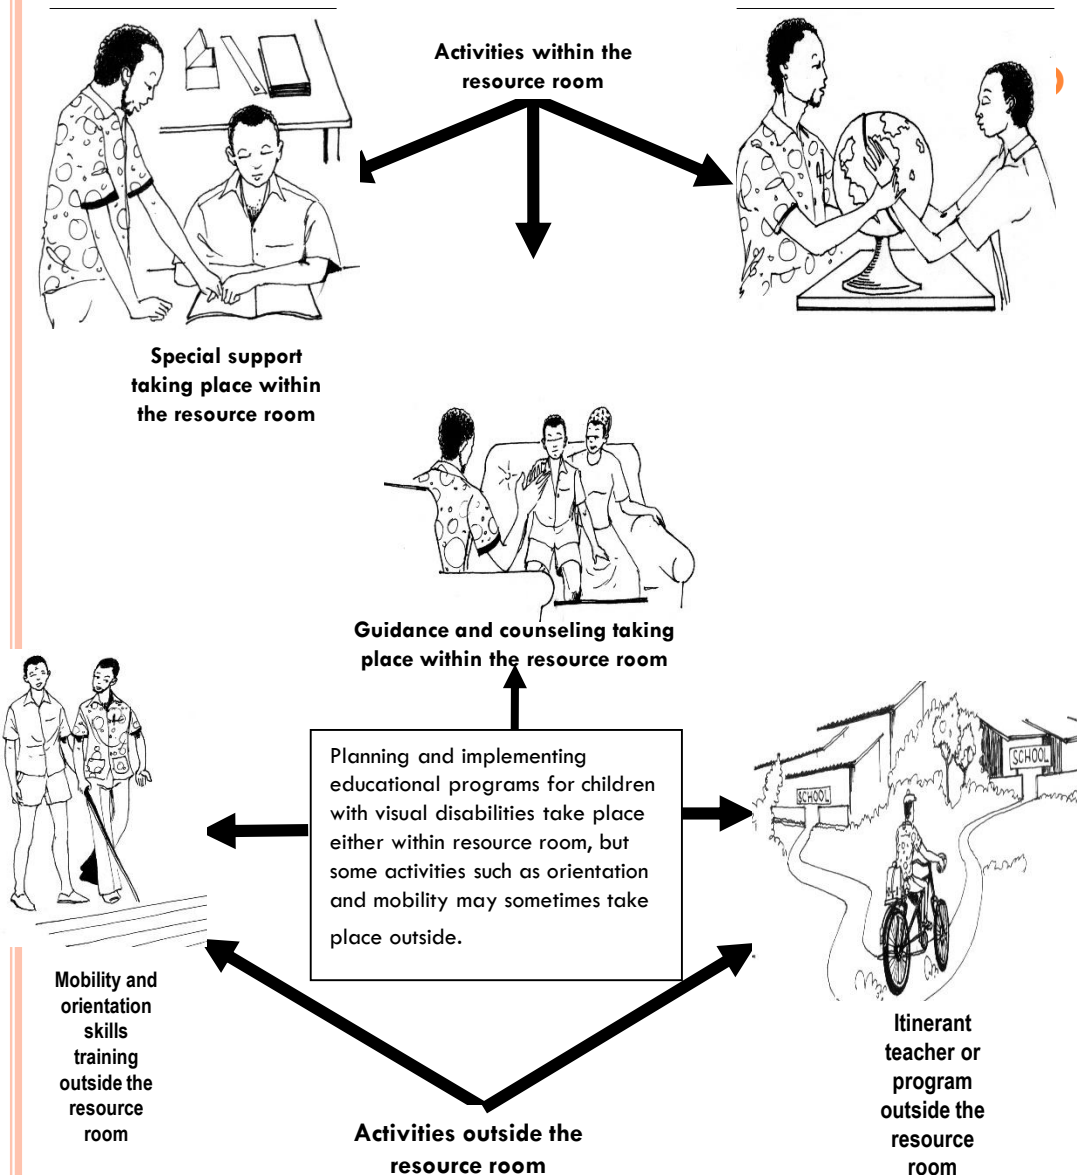 Activities within the
resource room
Special support
taking place within
the resource room
Guidance and counseling taking
place within the resource room
Planning and implementing
educational programs for children
with visual disabilities take place
either within resource room, but
some activities such as orientation
and mobility may sometimes take
place outside.
SCHOOL
SCHOOL
Mobility and
orientation
skills
training
outside the
resource
room
Itinerant
teacher or
program
outside the
resource
room
Activities outside the
resource room